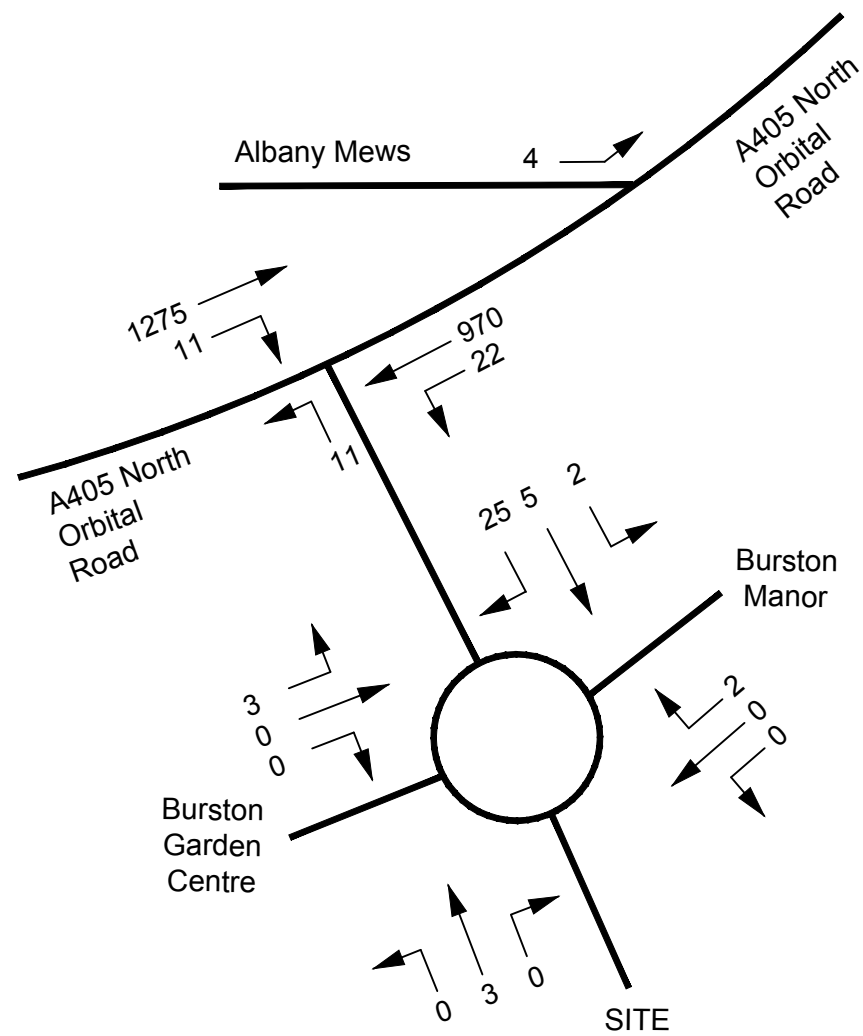 Albany Mews
4
A405 North
Orbital
Road
1275
11
970
22
11
A405 North
Orbital
Road
25 5 2
Burston
Manor
3
0
0
2
0
0
Burston
Garden
Centre
0 3 0
SITE